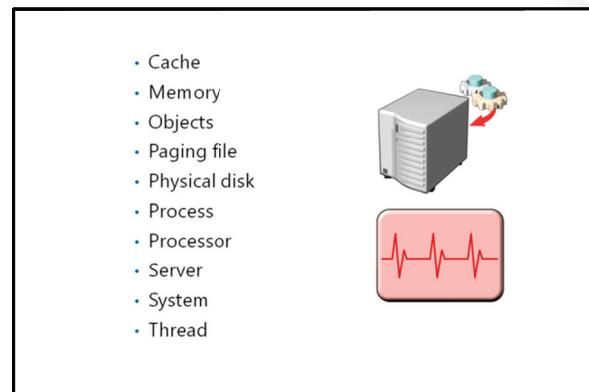 • Cache
• Memory
• Objects
• Paging file
• Physical disk
• Process
• Processor
• Server
• System
• Thread